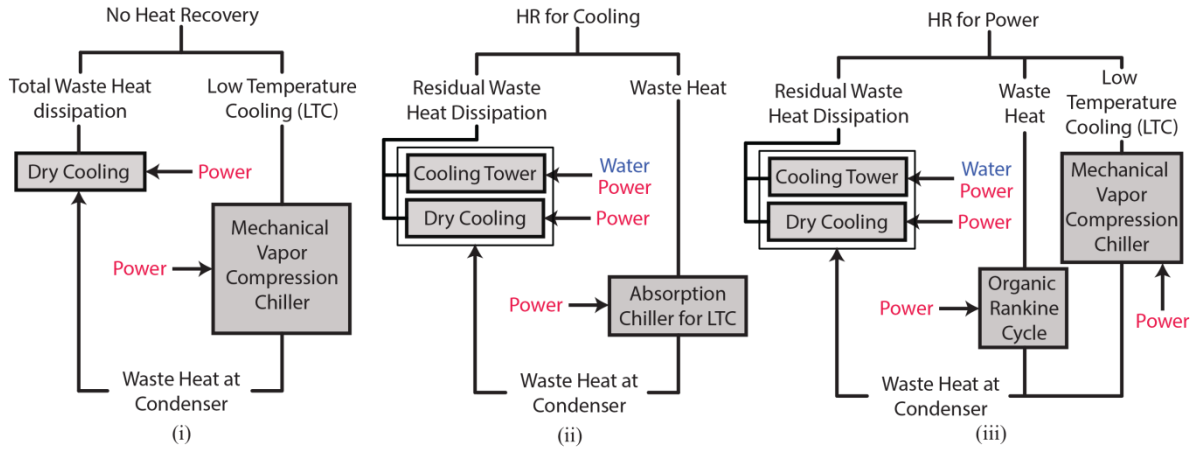 No Heat Recovery
Total Waste Heat
dissipation
Low Temperature
Cooling (LTC)
Dry Cooling
Power
Mechanical
Vapor
Compression
Chiller
Power
Waste Heat at
Condenser
(i)
HR for Cooling
Residual Waste
Heat Dissipation
Waste Heat
Cooling Tower
Water
Power
Dry Cooling
Power
Power
Absorption
Chiller for LTC
Waste Heat at
Condenser
(ii)
HR for Power
Residual Waste
Heat Dissipation
Waste
Heat
Low
Temperature
Cooling (LTC)
Cooling Tower
Water
Power
Dry Cooling
Power
Mechanical
Vapor
Compression
Chiller
Power
Organic
Rankine
Cycle
Power
Waste Heat at
Condenser
(iii)